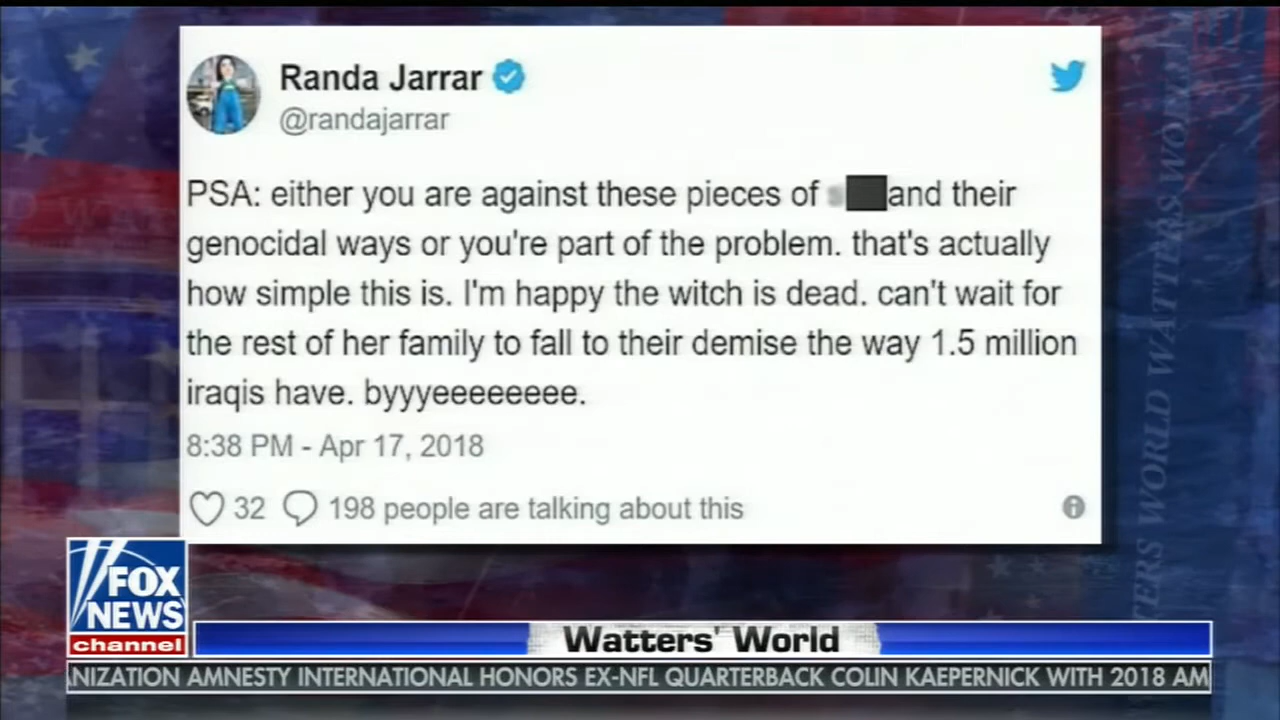 Randa Jarrar
@randajarrar
PSA: either you are against these pieces of s and their
genocidal ways or you're part of the problem. that's actually
how simple this is. I'm happy the witch is dead. can't wait for
the rest of her family to fall to their demise the way 1.5 million
iraqis have. byyyeeeeeeee.
8:38 PM - Apr 17, 2018
32 198 people are talking about this
WATTERS WORLD WATTERS WORLD
FOX
NEWS
channel
Watters' World
NIZATION AMNESTY INTERNATIONAL HONORS EX-NFL QUARTERBACK COLIN KAEPERNICK WITH 2018 AM